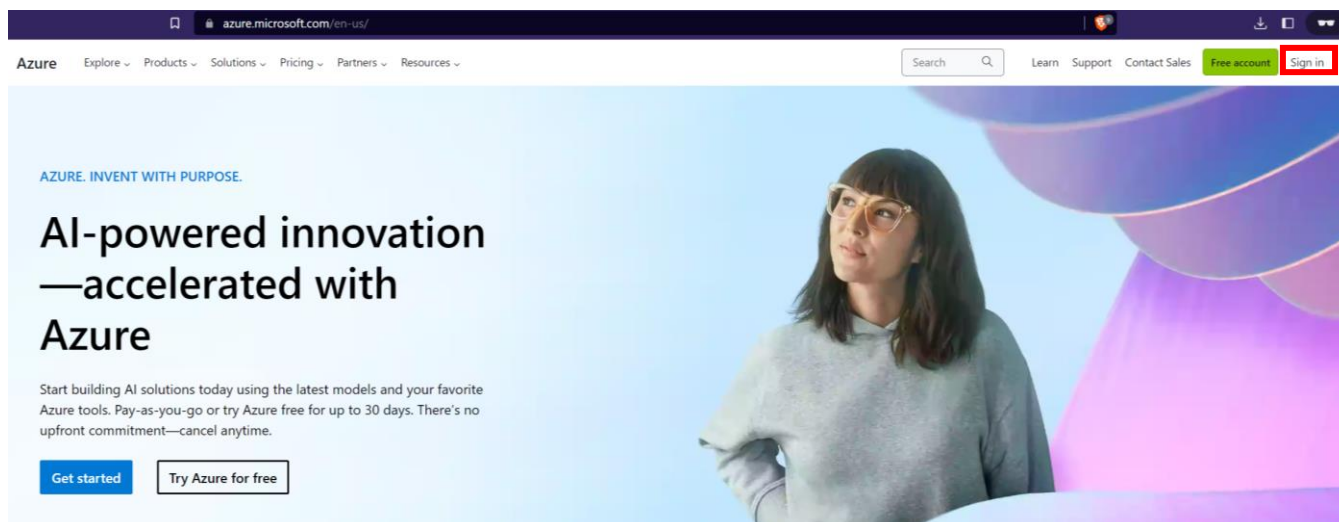 azure.microsoft.com/en-us/
Azure Explore Products Solutions Pricing Partners Resources Search Learn Support Contact Sales Free account Sign in
AZURE. INVENT WITH PURPOSE.
AI-powered innovation
—accelerated with
Azure
Start building AI solutions today using the latest models and your favorite
Azure tools. Pay-as-you-go or try Azure free for up to 30 days. There's no
upfront commitment—cancel anytime.
Get started Try Azure for free